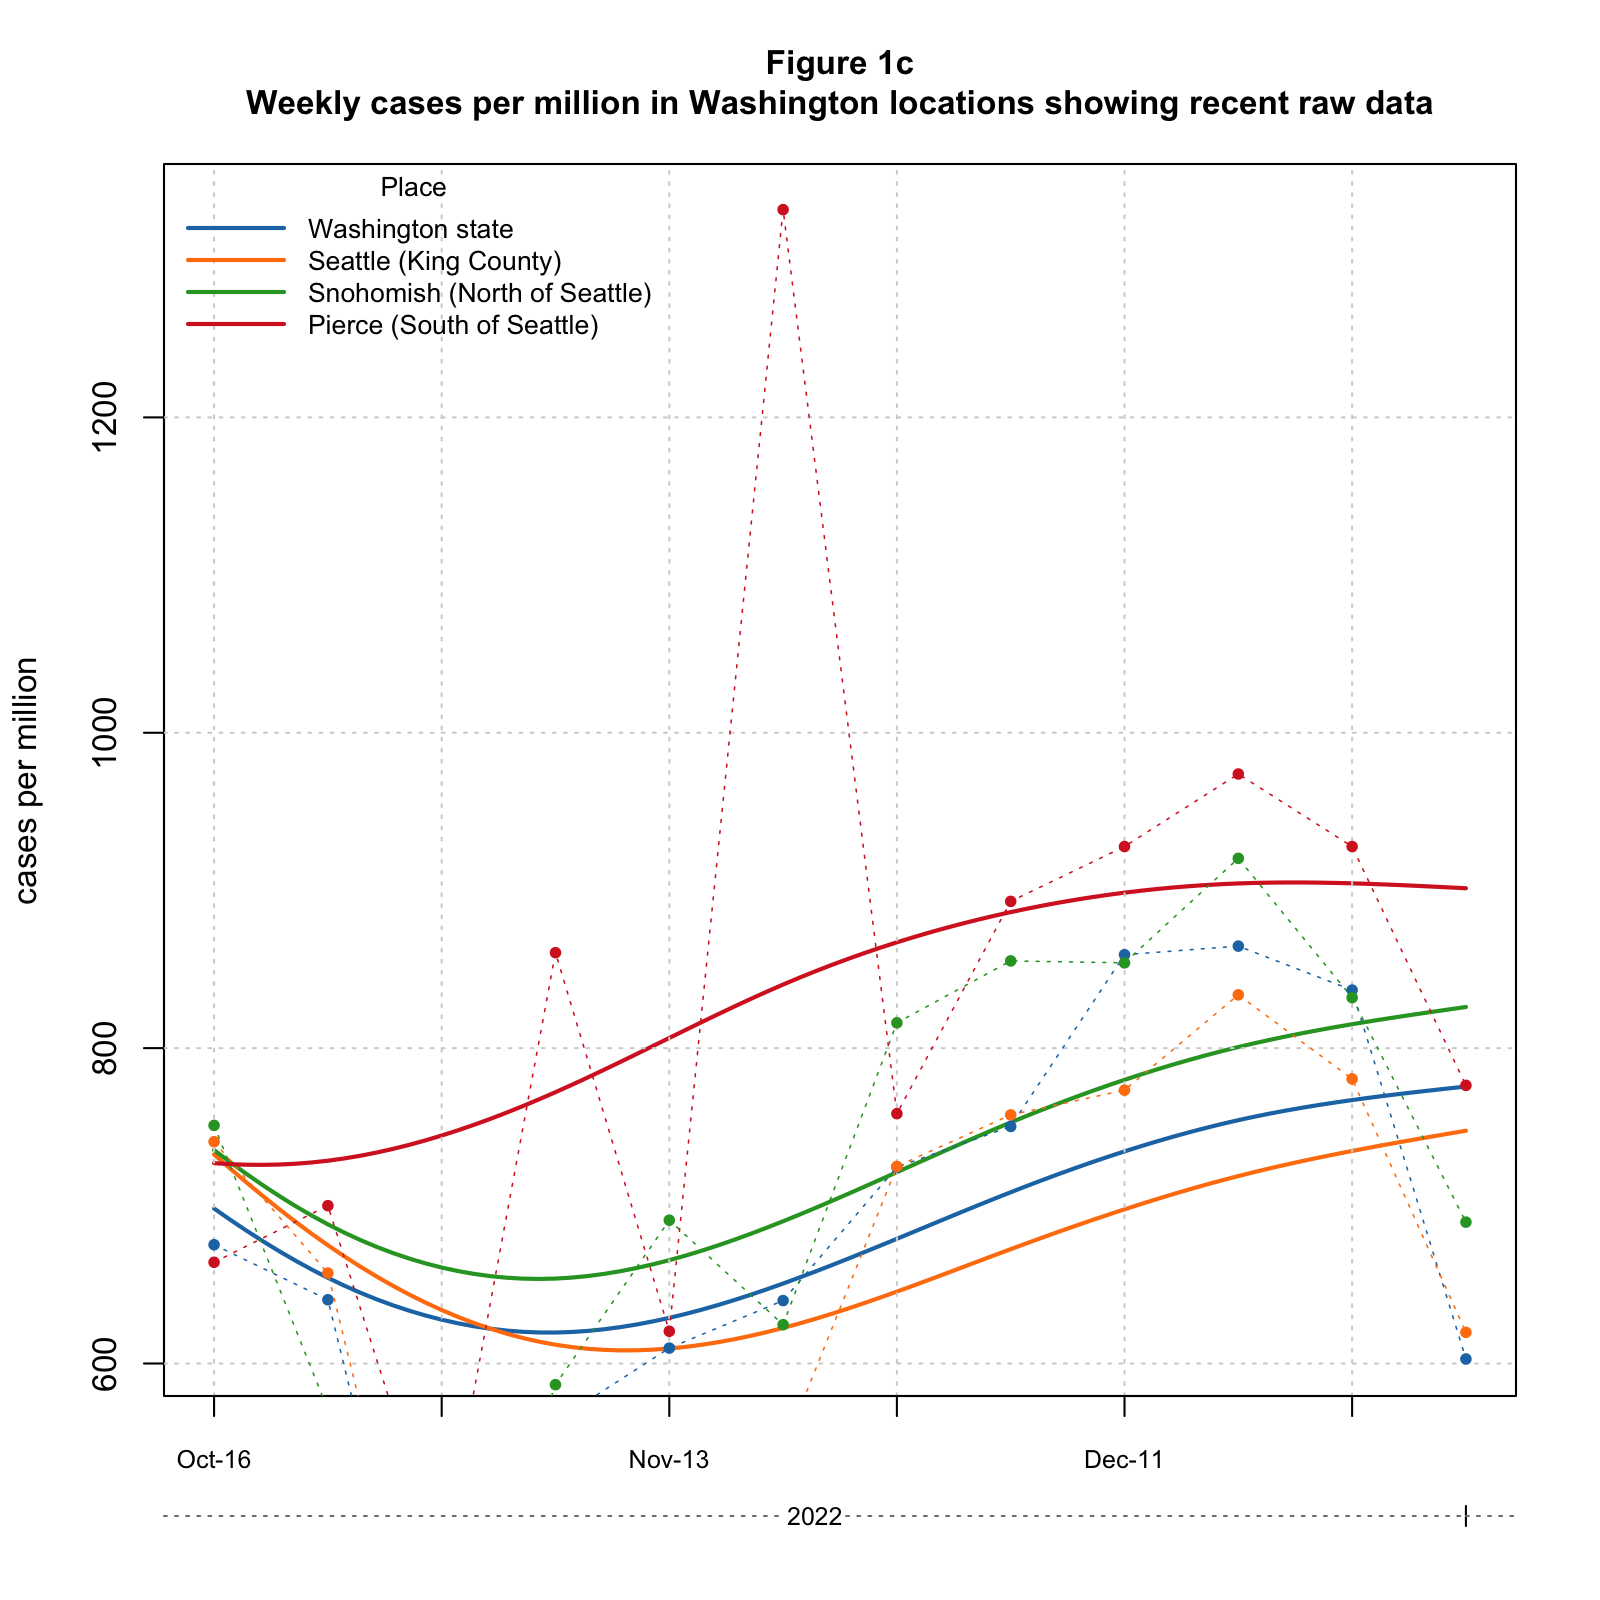 Figure 1c
Weekly cases per million in Washington locations showing recent raw data
Place
Washington state
Seattle (King County)
Snohomish (North of Seattle)
Pierce (South of Seattle)
cases per million
1200
1000
800
600
Oct-16 Nov-13 Dec-11
2022